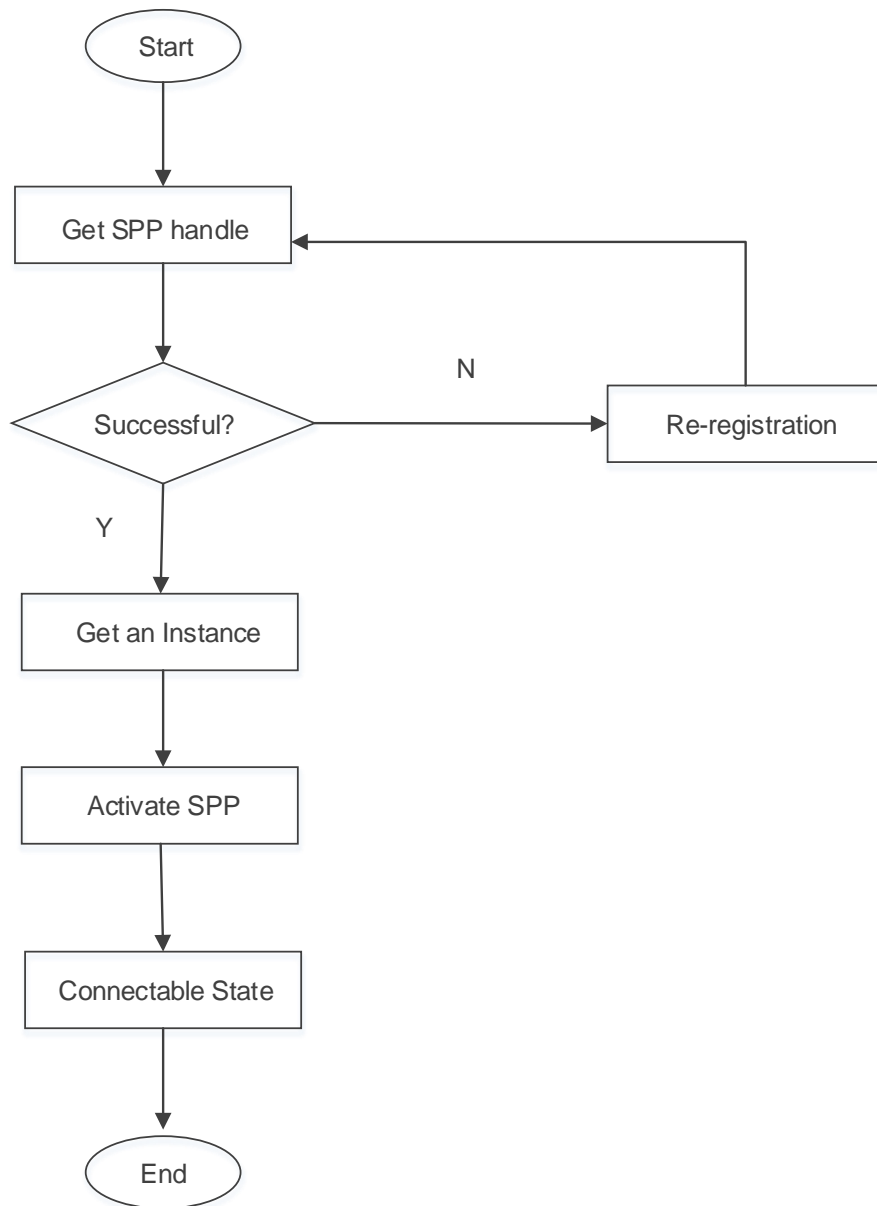 Start
Get SPP handle
N
Successful?
Re-registration
Y
Get an Instance
Activate SPP
Connectable State
End